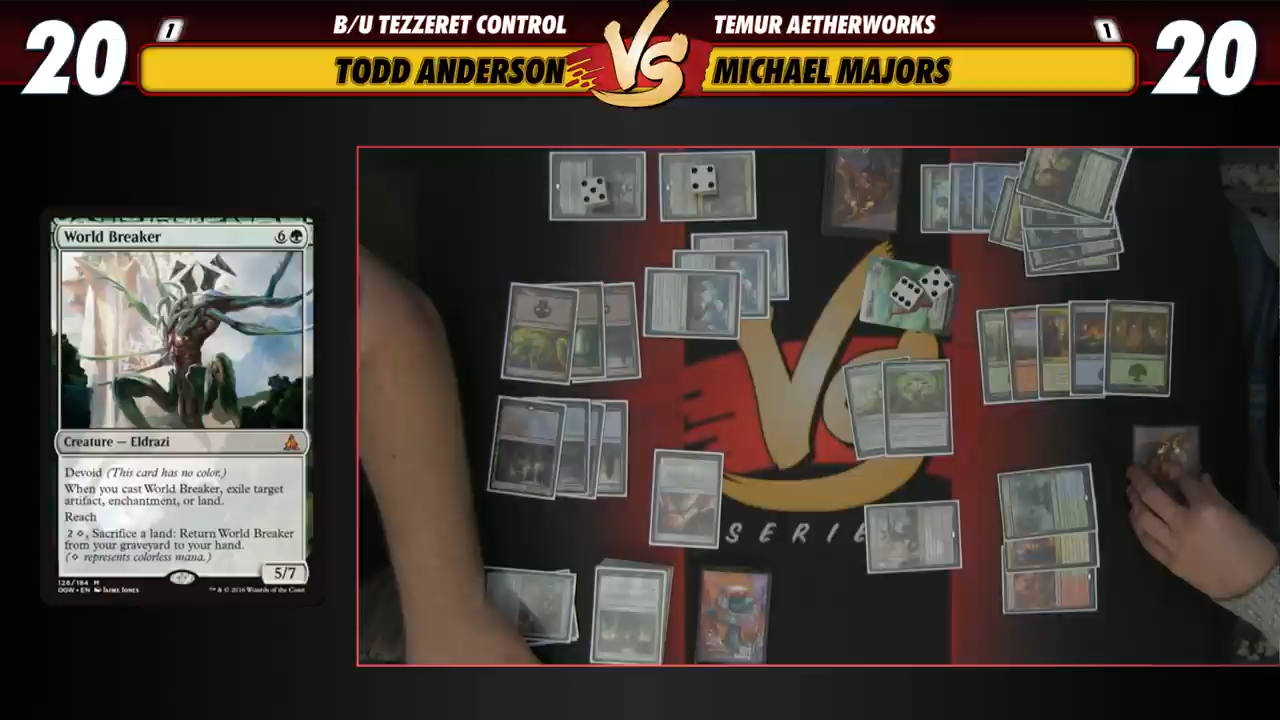 B/U TEZZERET CONTROL
TEMUR AETHERWORKS
20
1
TODD ANDERSON
VS
MICHAEL MAJORS
1
20
World Breaker 6
Creature — Eldrazi
Devoid (This card has no color.)
When you cast World Breaker, exile target
artifact, enchantment, or land.
Reach
2 , Sacrifice a land: Return World Breaker
from your graveyard to your hand.
( represents colorless mana.)
5/7
126/184 M
OGW • EN JAIME JONES
™ & © 2016 Wizards of the Coast
SERIE